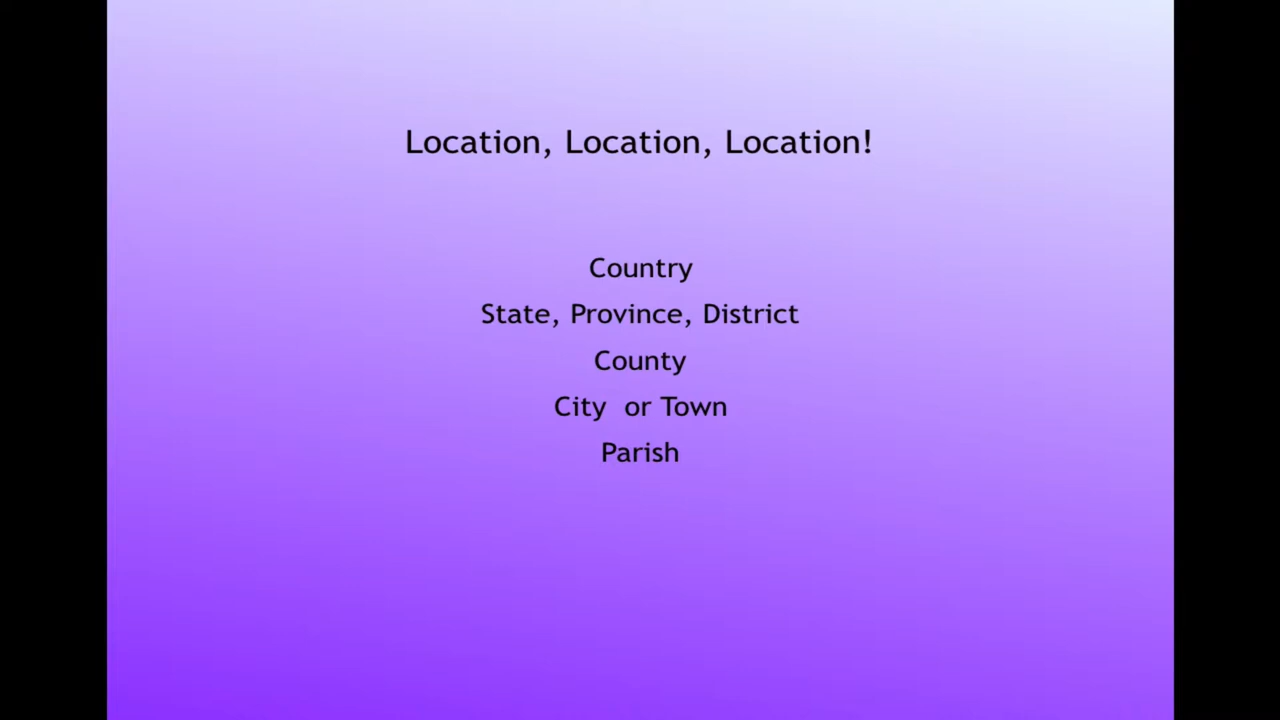 Location, Location, Location!
Country
State, Province, District
County
City  or Town
Parish